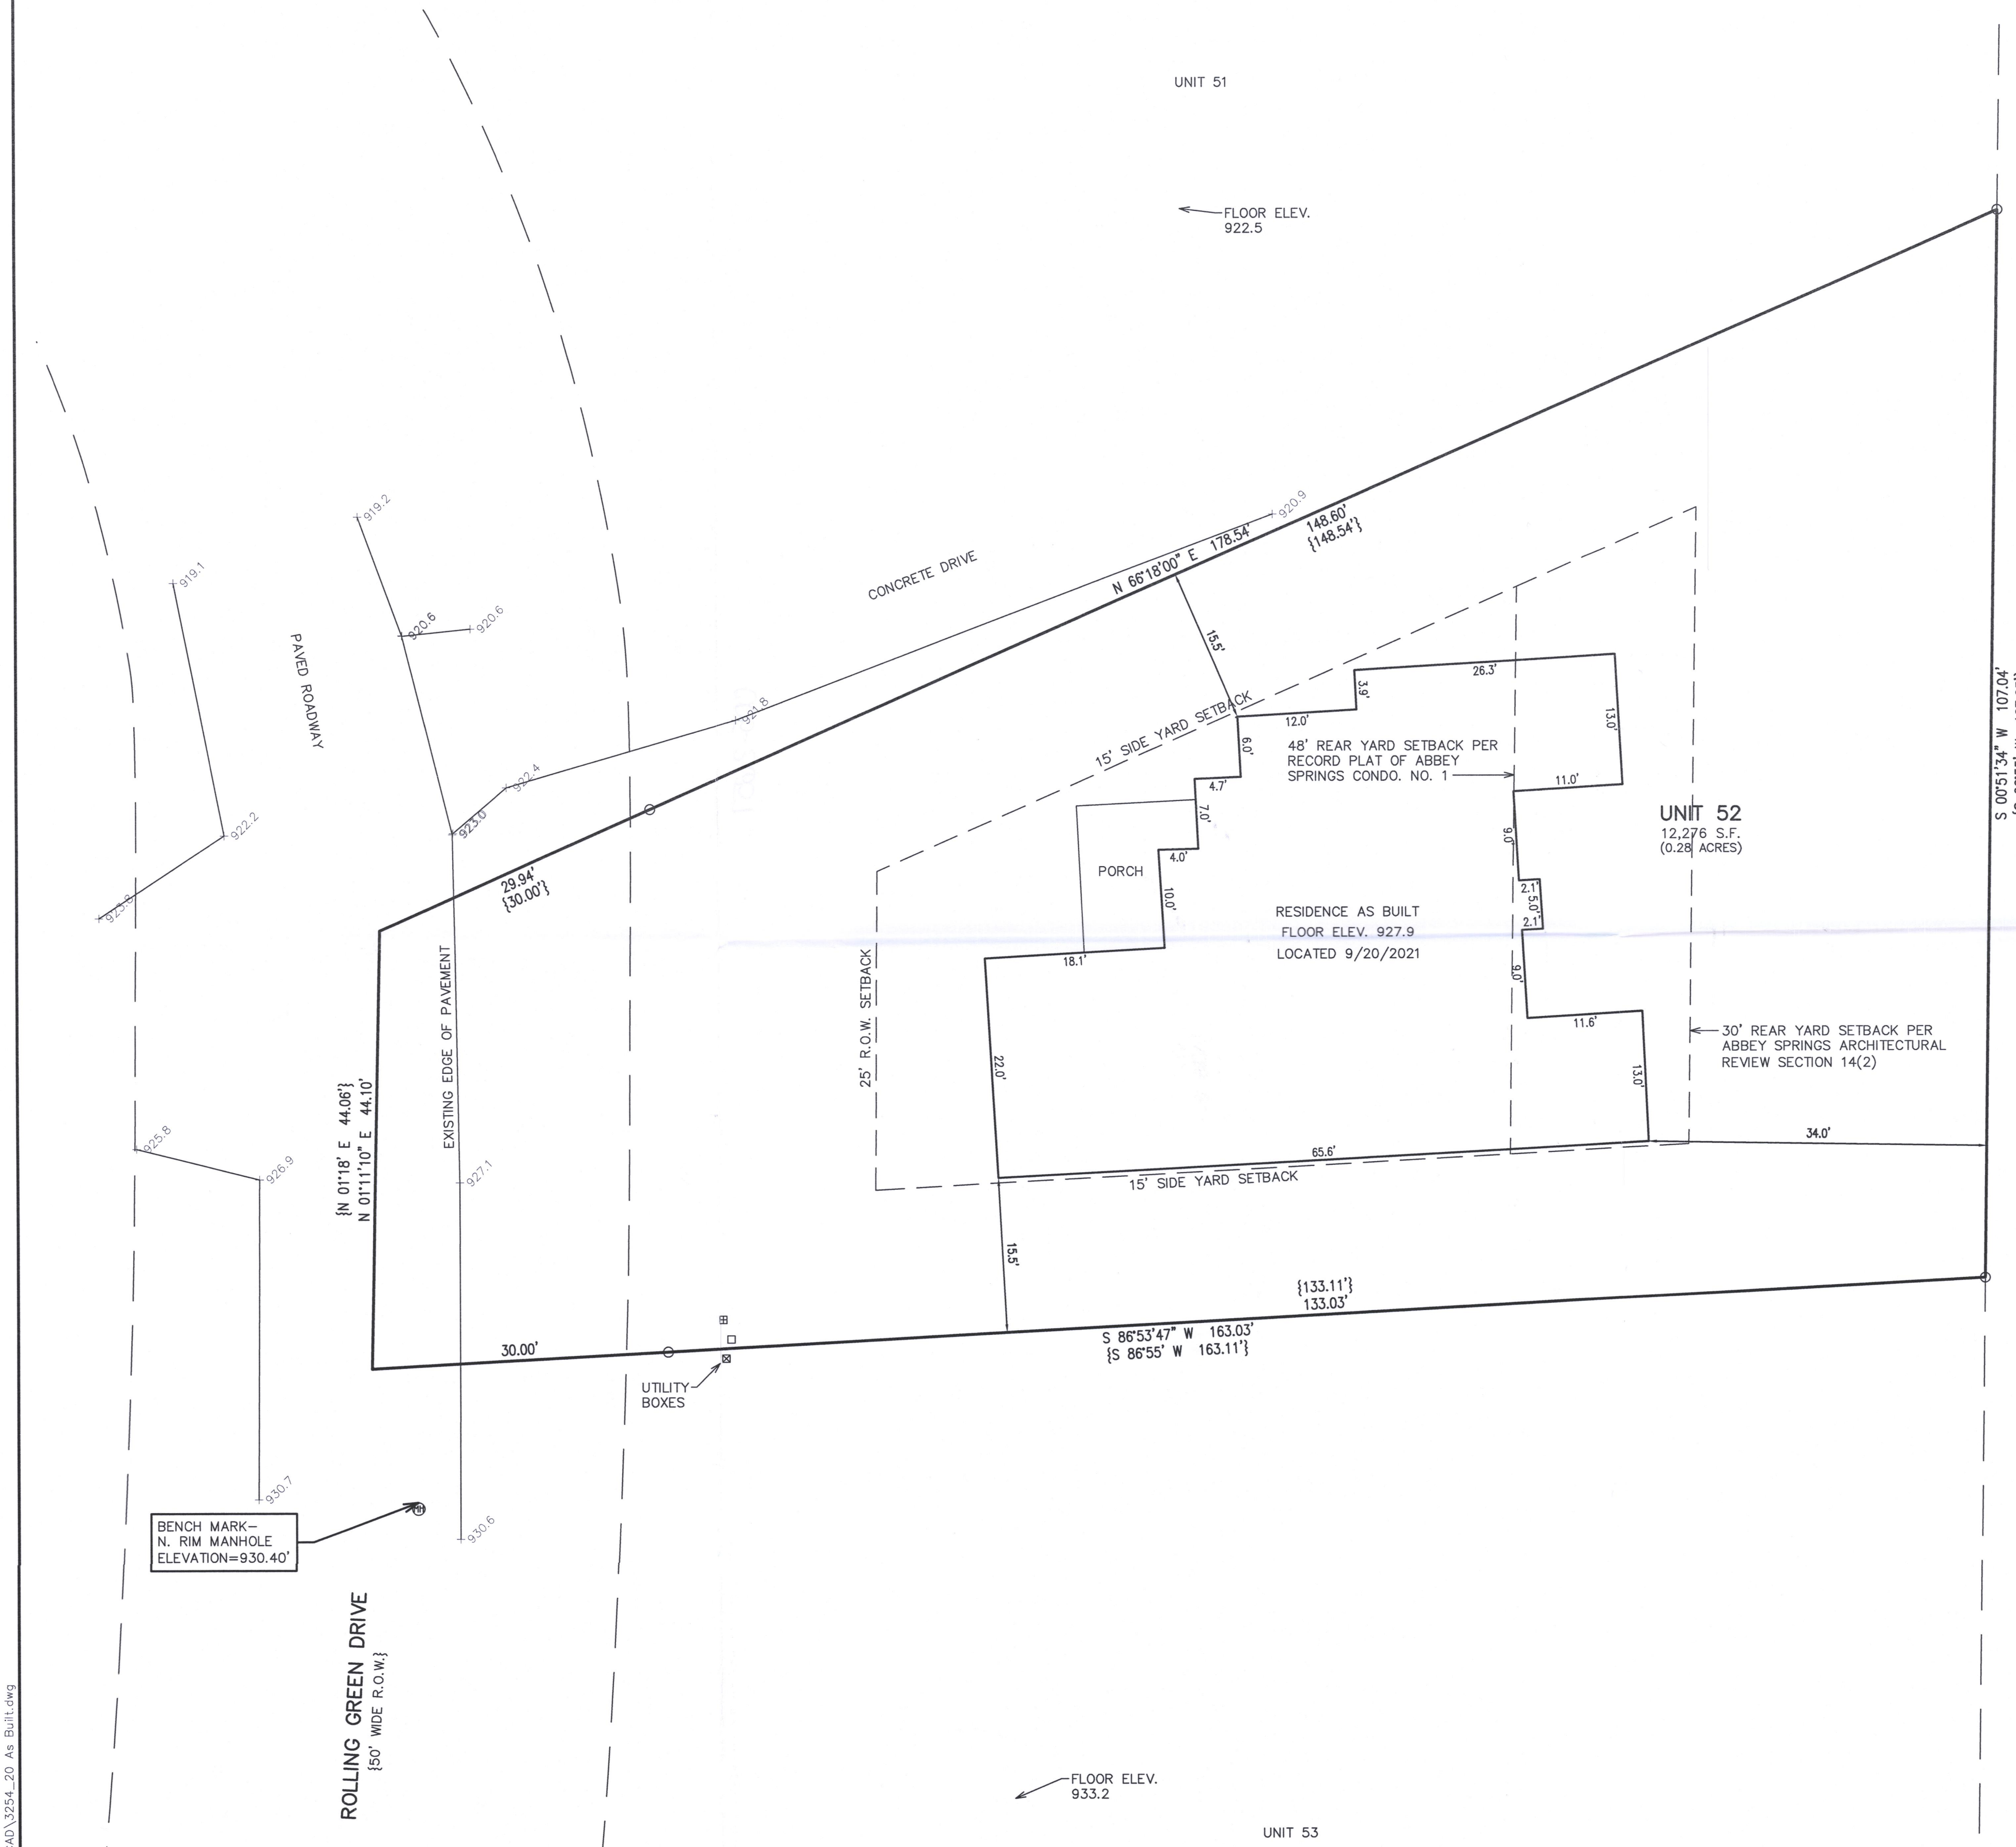 UNIT 51
FLOOR ELEV.
922.5
919.2
919.1
920.6
920.6
920.9
148.60'
{148.54'}
N 66°18'00" E 178.54'
CONCRETE DRIVE
15.5'
PAVED ROADWAY
921.8
922.4
923.0
922.2
15' SIDE YARD SETBACK
26.3'
3.9'
12.0'
13.0'
6.0'
48' REAR YARD SETBACK PER
RECORD PLAT OF ABBEY
SPRINGS CONDO. NO. 1
4.7'
7.0'
11.0'
S 00°51'34" W 107.04'
UNIT 52
12,276 S.F.
(0.28 ACRES)
9.0'
4.0'
PORCH
29.94'
{30.00'}
10.0'
2.1'
5.0'
2.1'
RESIDENCE AS BUILT
FLOOR ELEV. 927.9
LOCATED 9/20/2021
18.1'
9.0'
11.6'
30' REAR YARD SETBACK PER
ABBEY SPRINGS ARCHITECTURAL
REVIEW SECTION 14(2)
25' R.O.W. SETBACK
EXISTING EDGE OF PAVEMENT
22.0'
13.0'
{N 01°18' E 44.06'}
N 01°11'10" E 44.10'
925.8
926.9
927.1
65.6'
34.0'
15' SIDE YARD SETBACK
15.5'
{133.11'}
133.03'
S 86°53'47" W 163.03'
{S 86°55' W 163.11'}
30.00'
UTILITY
BOXES
930.7
930.6
BENCH MARK-
N. RIM MANHOLE
ELEVATION=930.40'
ROLLING GREEN DRIVE
{50' WIDE R.O.W.}
FLOOR ELEV.
933.2
UNIT 53
AD\3254_20 As Built.dwg